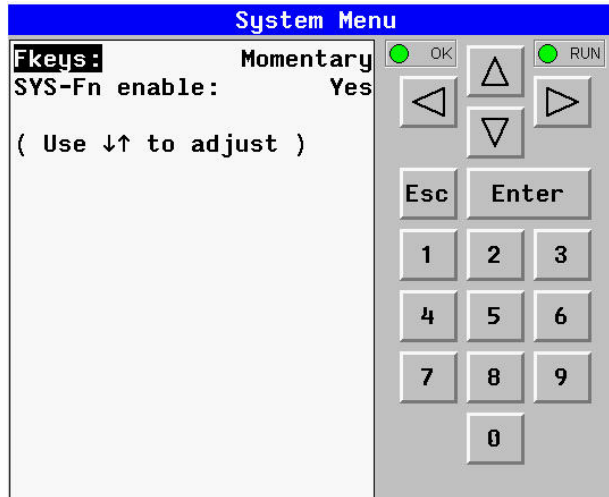 System Menu
Fkeys: Momentary
SYS-Fn enable: Yes
( Use ↓↑ to adjust )
OK
RUN
Esc
Enter
1 2 3
4 5 6
7 8 9
0